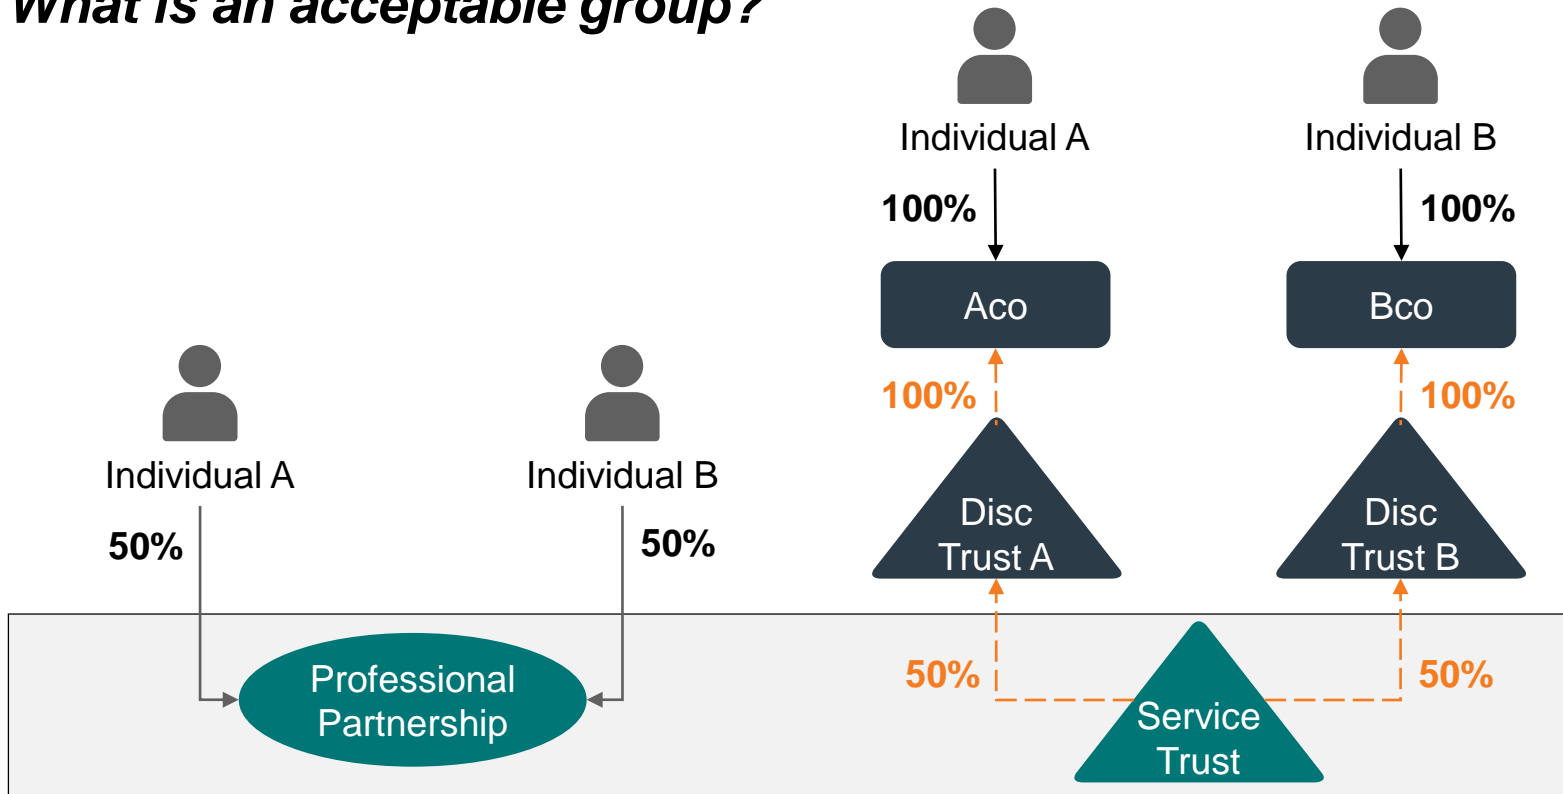 What is an acceptable group?
Individual A
Individual B
100%
100%
Aco
Bco
100%
100%
Individual A
Individual B
Disc
Trust A
Disc
Trust B
50%
50%
50%
50%
Professional
Partnership
Service
Trust